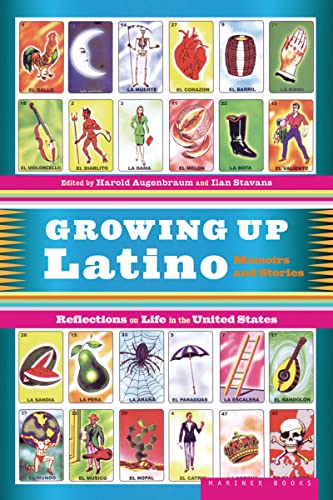 EL GALLO
LA MUERTE
EL CORAZON
EL BARRIL
LA MANO
EL VIOLONCELLO
EL DIABLITO
LA DAMA
EL MELON
LA BOTA
EL VALIENTE
Edited by Harold Augenbraum and Ilan Stavans
GROWING UP
Latino
Memoirs
and Stories
Reflections on Life in the United States
LA SANDIA
LA PERA
LA ARAÑA
EL PARAGUAS
LA ESCALERA
EL BANDOLON
EL MUNDO
EL MUSICO
EL NOPAL
EL CATRIN
MARINER BOOKS